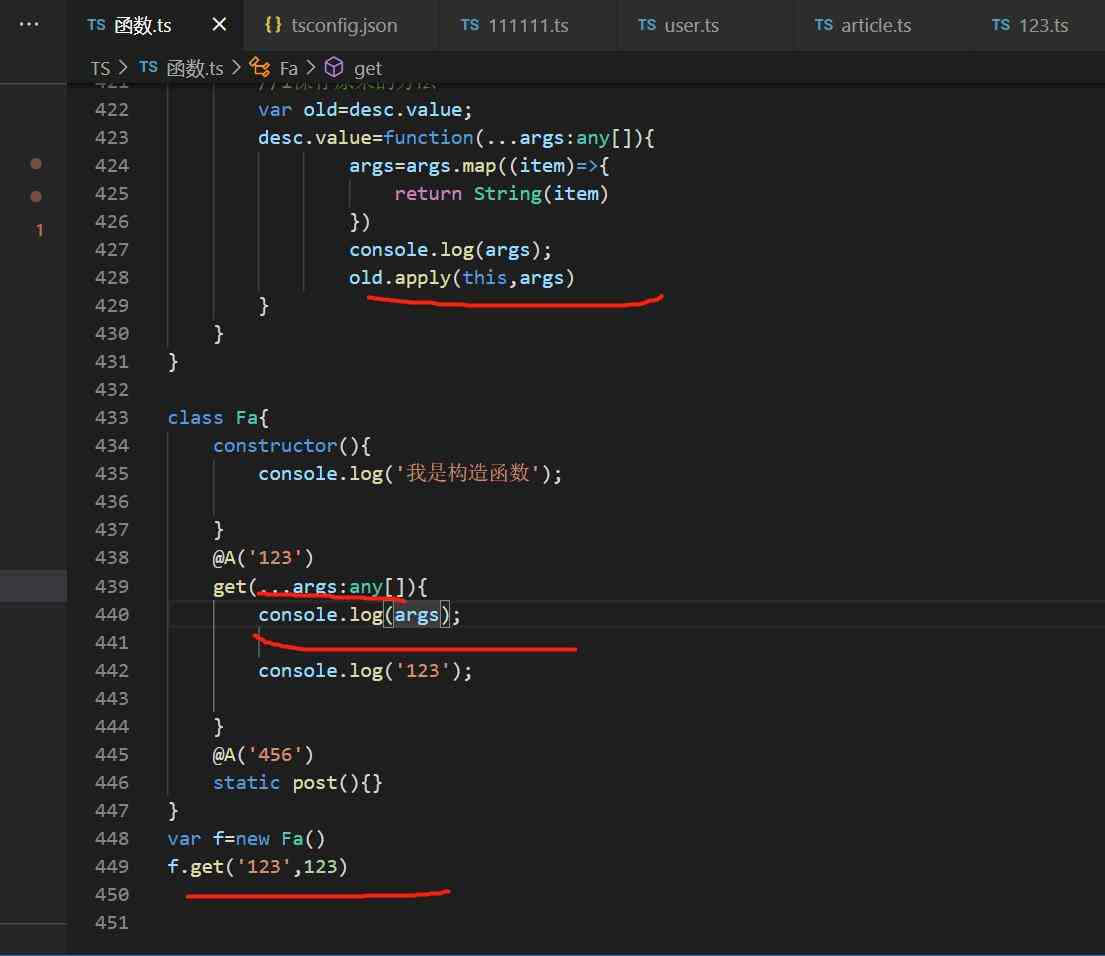 ··· TS 函数.ts × {} tsconfig.json TS 111111.ts TS user.ts TS article.ts TS 123.ts
TS > TS 函数.ts > Fa > get
422 var old=desc.value;
423 desc.value=function(...args:any[]){
424 args=args.map((item)=>{
425 return String(item)
1
426 })
427 console.log(args);
428 old.apply(this,args)
429 }
430 }
431 }
432
433 class Fa{
434 constructor(){
435 console.log('我是构造函数');
436
437 }
438 @A('123')
439 get(...args:any[]){
440 console.log(args);
441
442 console.log('123');
443
444 }
445 @A('456')
446 static post(){}
447 }
448 var f=new Fa()
449 f.get('123',123)
450
451